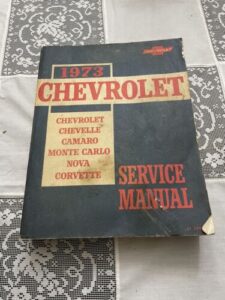 1973
CHEVROLET
CHEVROLET
CHEVELLE
CAMARO
MONTE CARLO
NOVA
CORVETTE
SERVICE
MANUAL